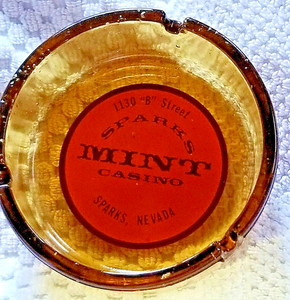 1130 "B" Street
SPARKS
MINT
CASINO
SPARKS, NEVADA